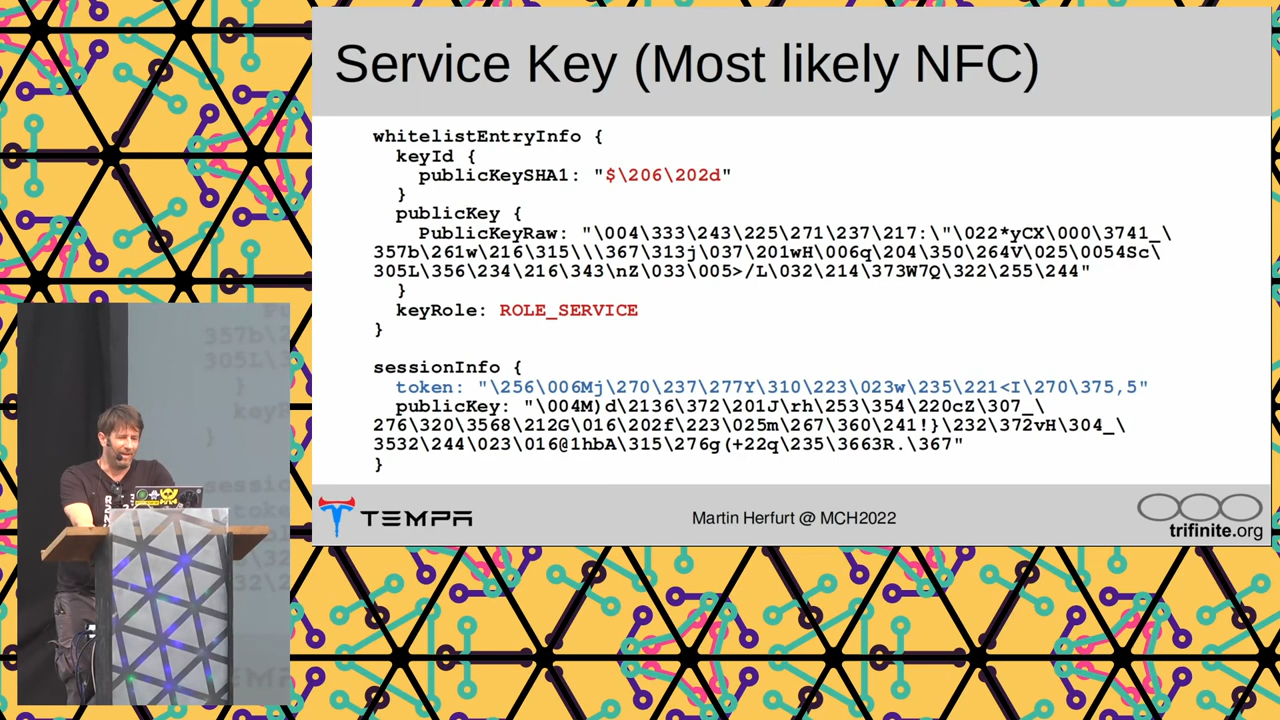 Service Key (Most likely NFC)
whitelistEntryInfo {
keyId {
publicKeySHA1: "$\206\202d"
}
publicKey {
PublicKeyRaw: "\004\333\243\225\271\237\217:\"\022*yCX\000\3741_\
357b\261w\216\315\\\367\313j\037\201wH\006q\204\350\264V\025\0054Sc\
305L\356\234\216\343\nZ\033\005>/L\032\214\373W7Q\322\255\244"
}
keyRole: ROLE_SERVICE
}
sessionInfo {
token: "\256\006Mj\270\237\277Y\310\223\023w\235\221<I\270\375,5"
publicKey: "\004M)d\2136\372\201J\rh\253\354\220cZ\307_\
276\320\3568\212G\016\202f\223\025m\267\360\241!}\232\372vH\304_\
3532\244\023\016@1hbA\315\276g(+22q\235\3663R.\367"
}
TEMPA
Martin Herfurt @ MCH2022
trifinite.org